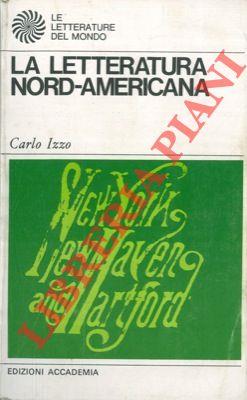 LE
LETTERATURE
DEL MONDO
LA LETTERATURA
NORD-AMERICANA
Carlo Izzo
New York
New Haven
and Hartford
LIBRERIA PIANI
EDIZIONI ACCADEMIA